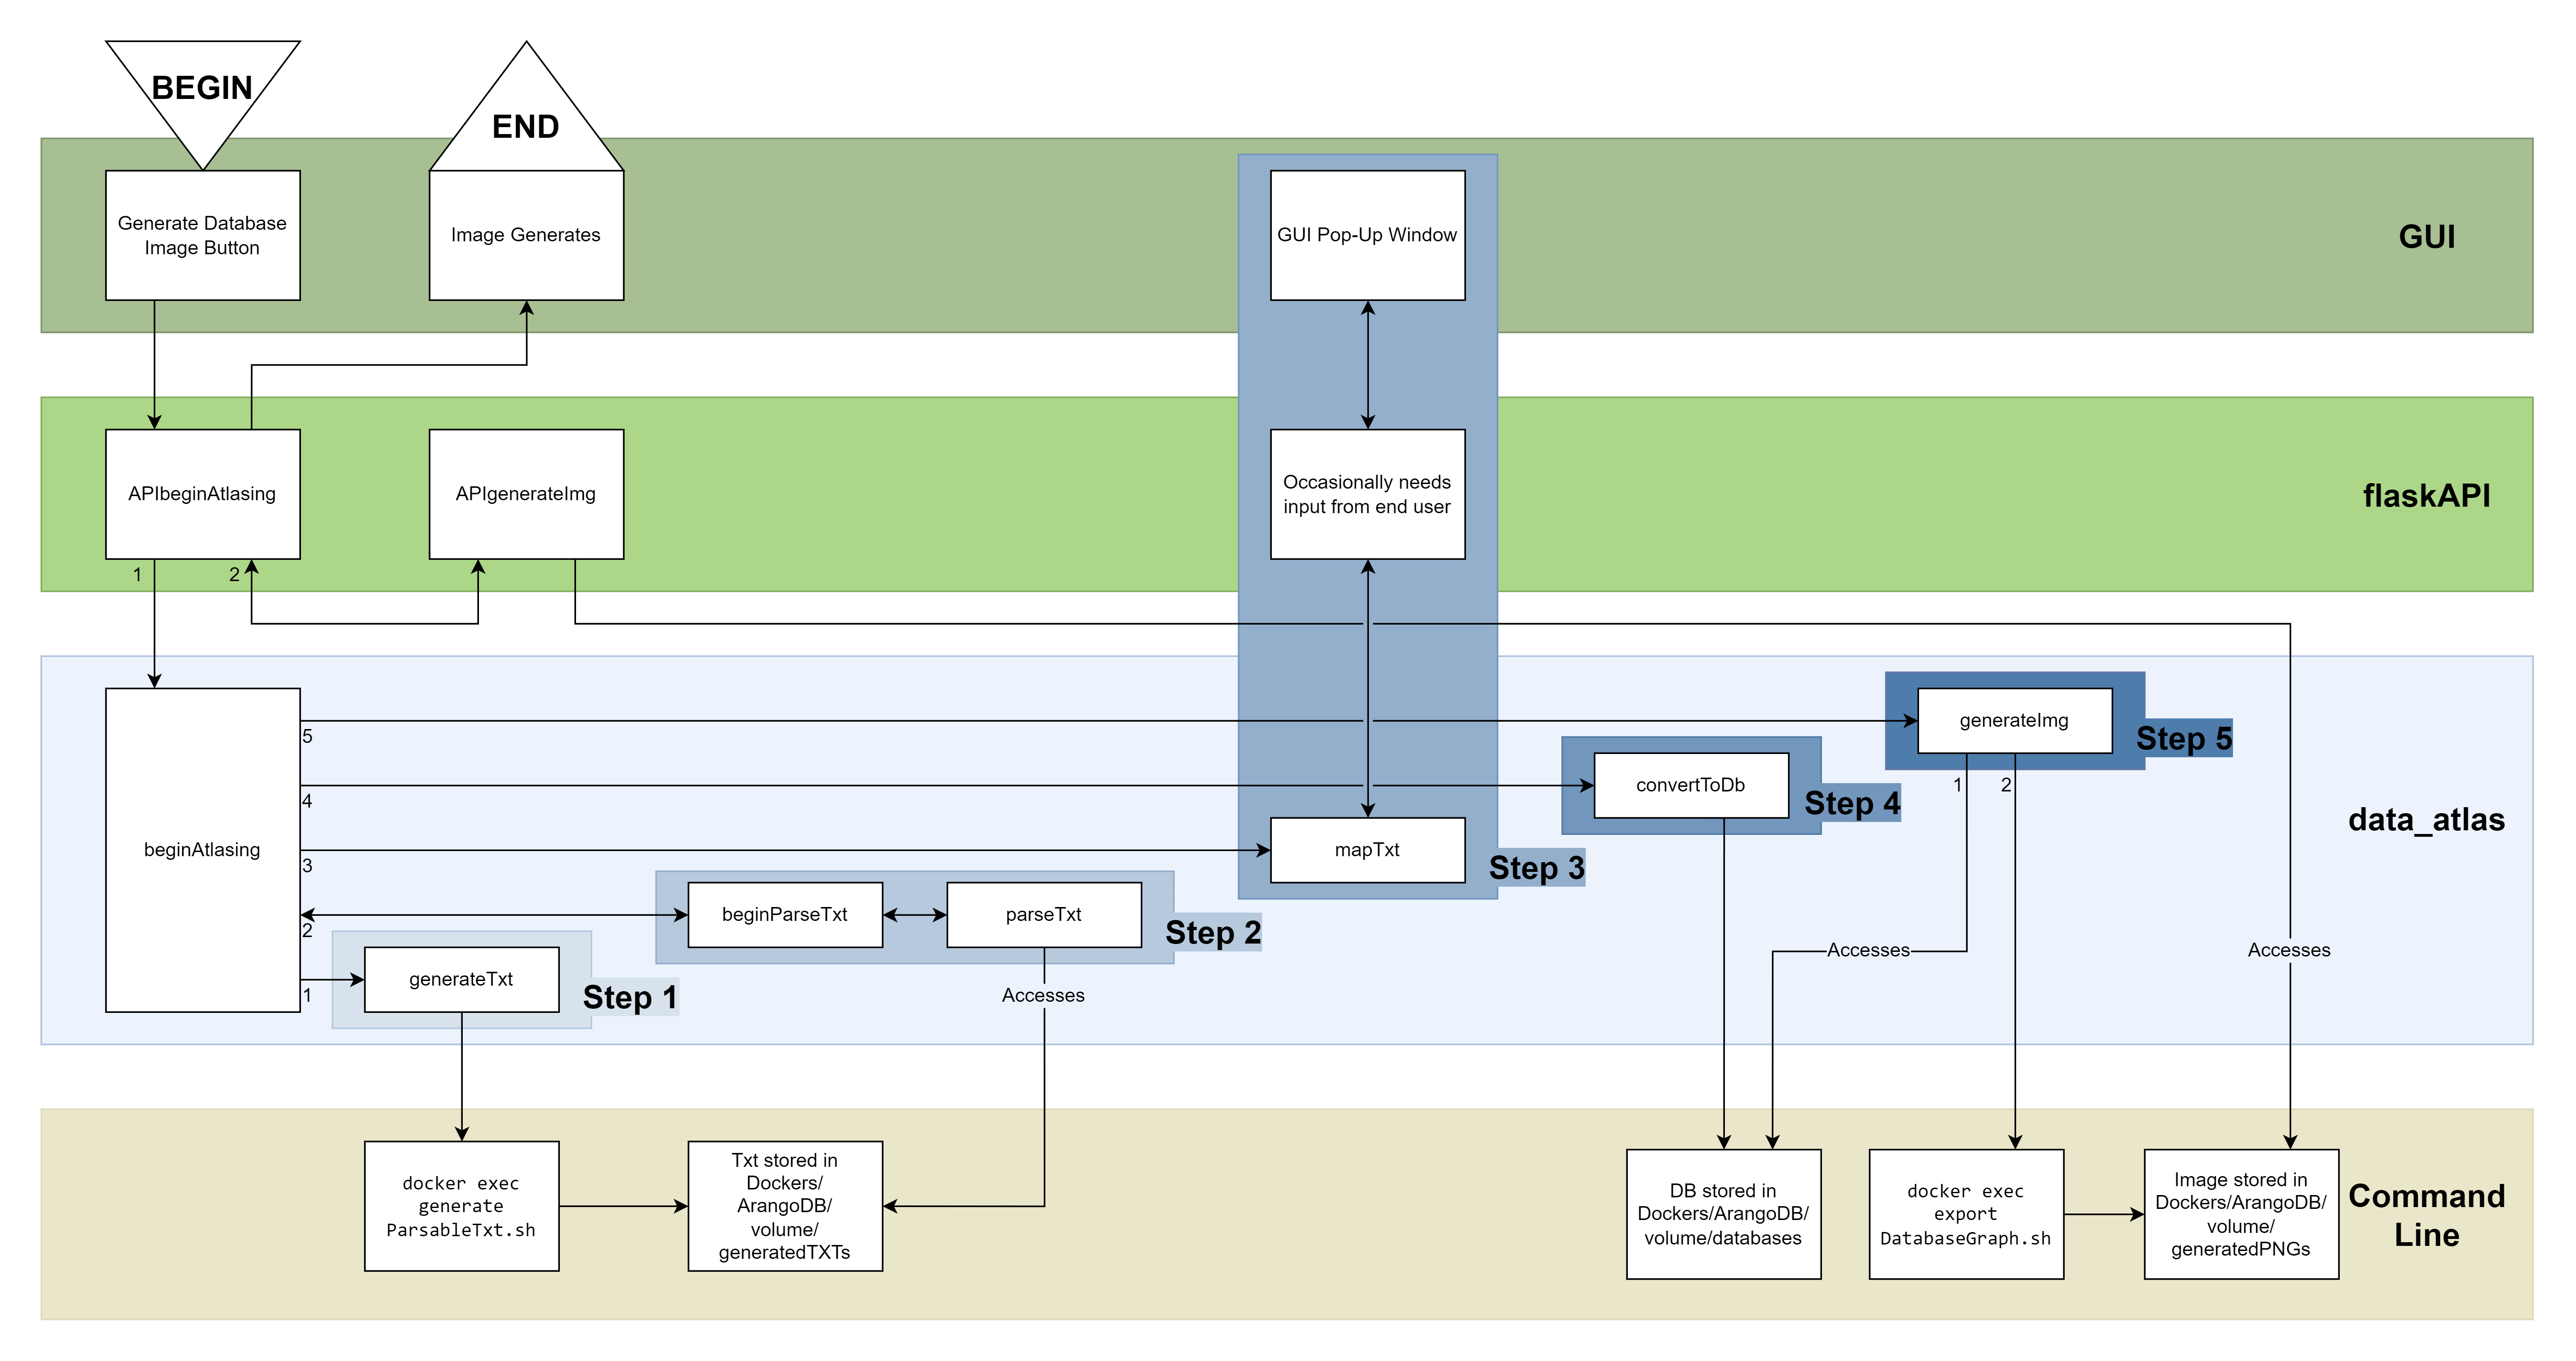 BEGIN
END
Generate Database
Image Button
Image Generates
GUI Pop-Up Window
GUI
APIbeginAtlasing
APIgenerateImg
Occasionally needs
input from end user
flaskAPI
1
2
beginAtlasing
5
4
3
2
1
generateImg
Step 5
1
2
convertToDb
Step 4
data_atlas
mapTxt
Step 3
beginParseTxt
parseTxt
Step 2
generateTxt
Step 1
Accesses
Accesses
Accesses
docker exec
generate
ParsableTxt.sh
Txt stored in
Dockers/
ArangoDB/
volume/
generatedTXTs
DB stored in
Dockers/ArangoDB/
volume/databases
docker exec
export
DatabaseGraph.sh
Image stored in
Dockers/ArangoDB/
volume/
generatedPNGs
Command
Line